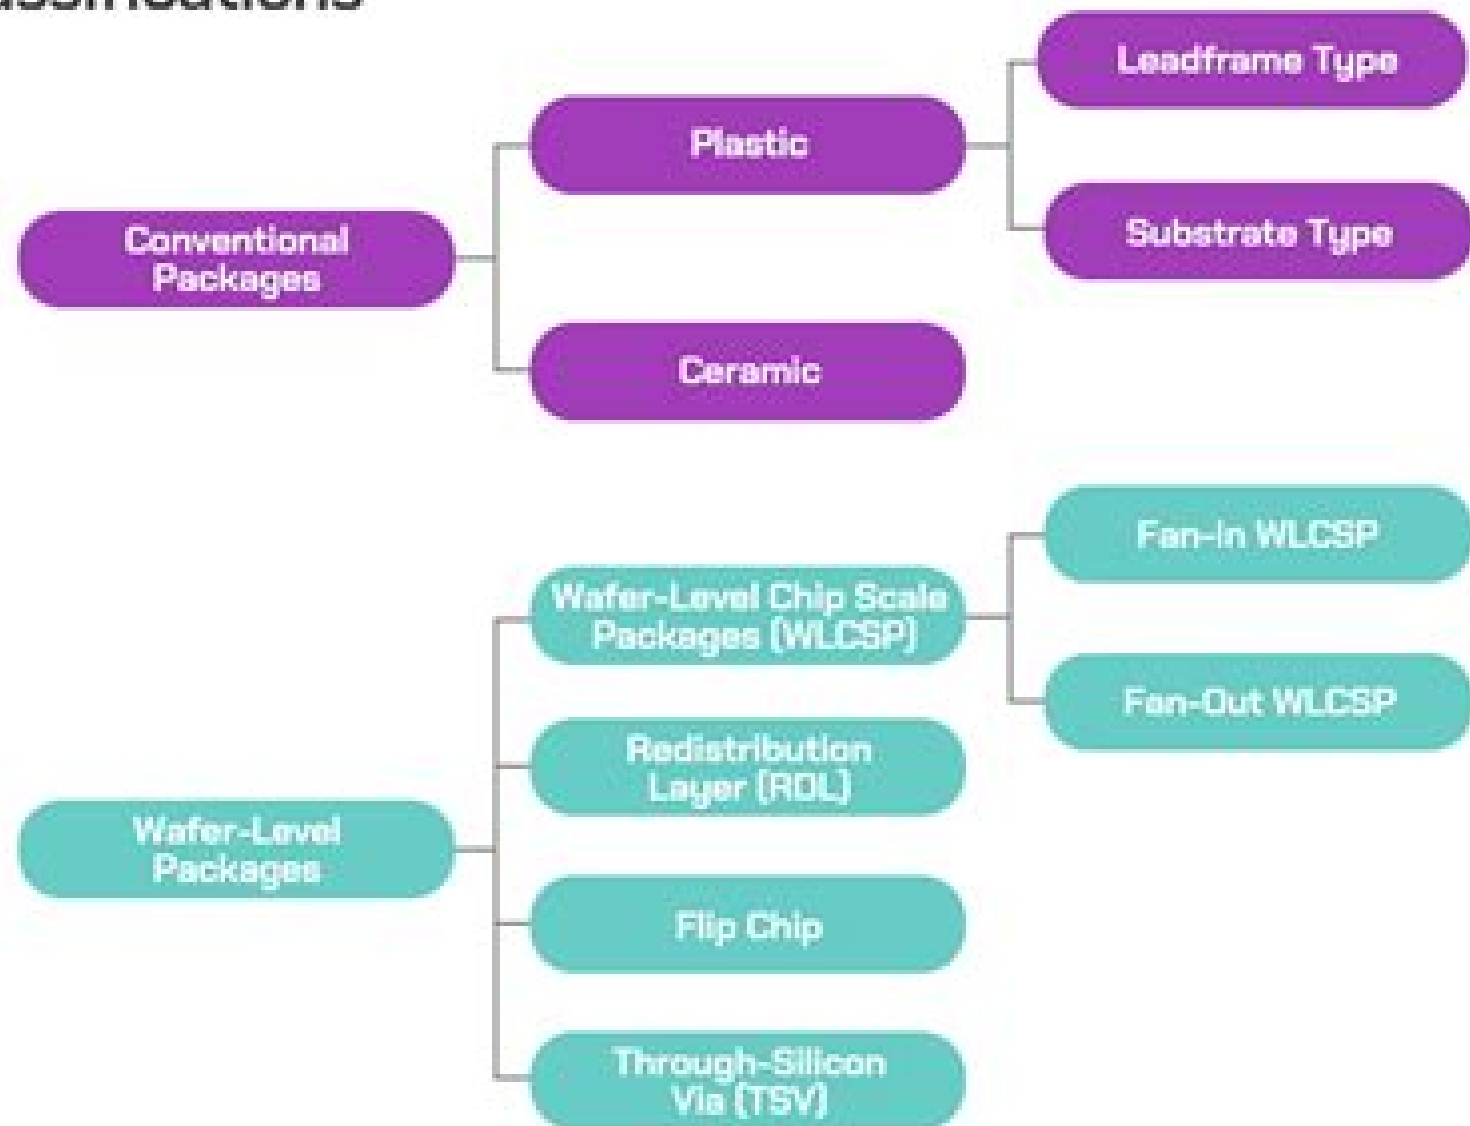 Leadframe Type
Plastic
Substrate Type
Conventional
Packages
Ceramic
Fan-in WLCSP
Wafer-Level Chip Scale
Packages (WLCSP)
Fan-Out WLCSP
Redistribution
Layer (RDL)
Wafer-Level
Packages
Flip Chip
Through-Silicon
Via (TSV)